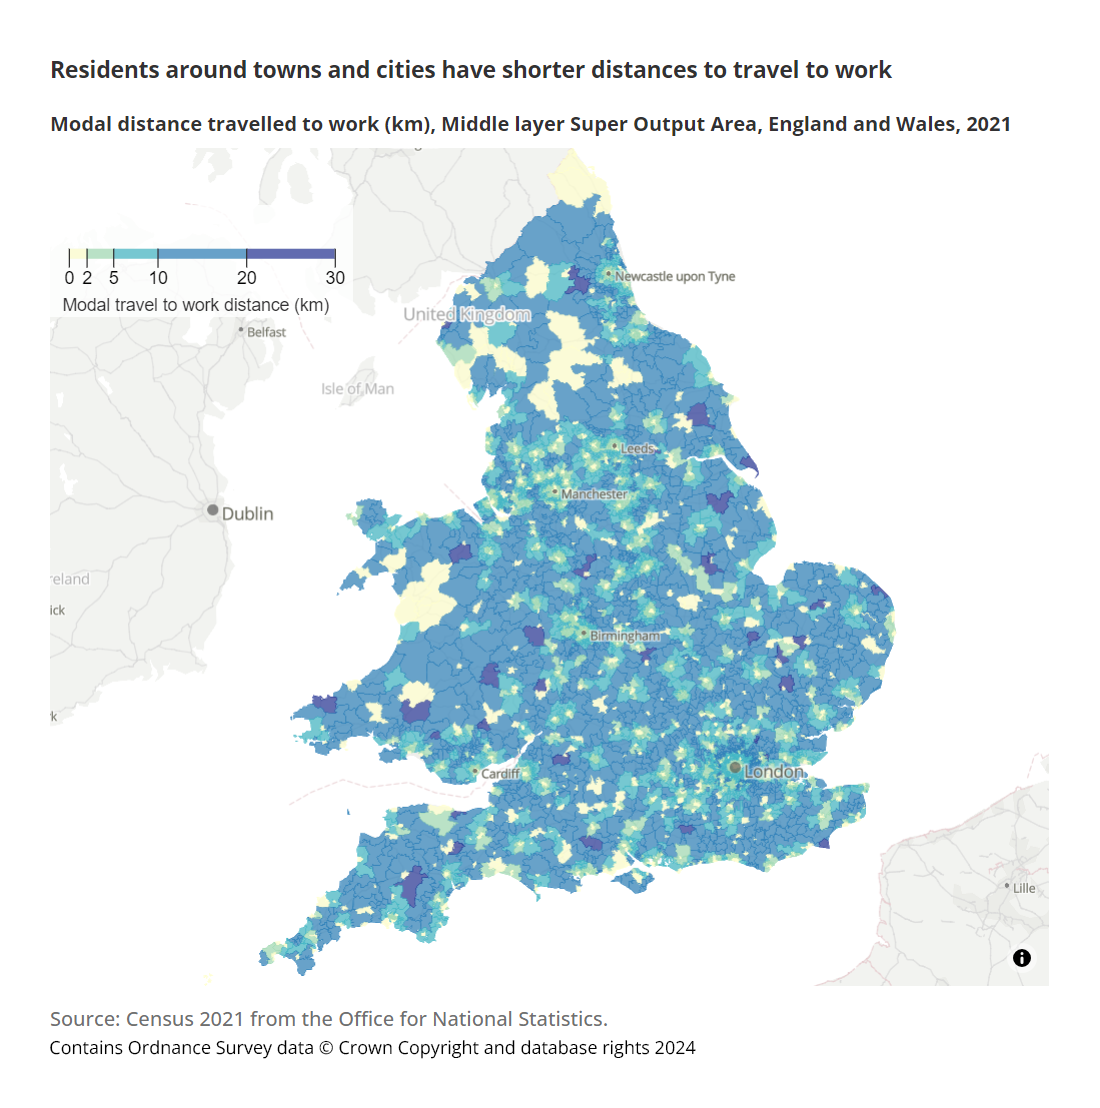 Residents around towns and cities have shorter distances to travel to work
Modal distance travelled to work (km), Middle layer Super Output Area, England and Wales, 2021
0 2 5 10 20 30
Modal travel to work distance (km)
Newcastle upon Tyne
United Kingdom
Belfast
Isle of Man
Leeds
Manchester
Dublin
reland
ick
Birmingham
k
Cardiff
London
Lille
Source: Census 2021 from the Office for National Statistics.
Contains Ordnance Survey data © Crown Copyright and database rights 2024